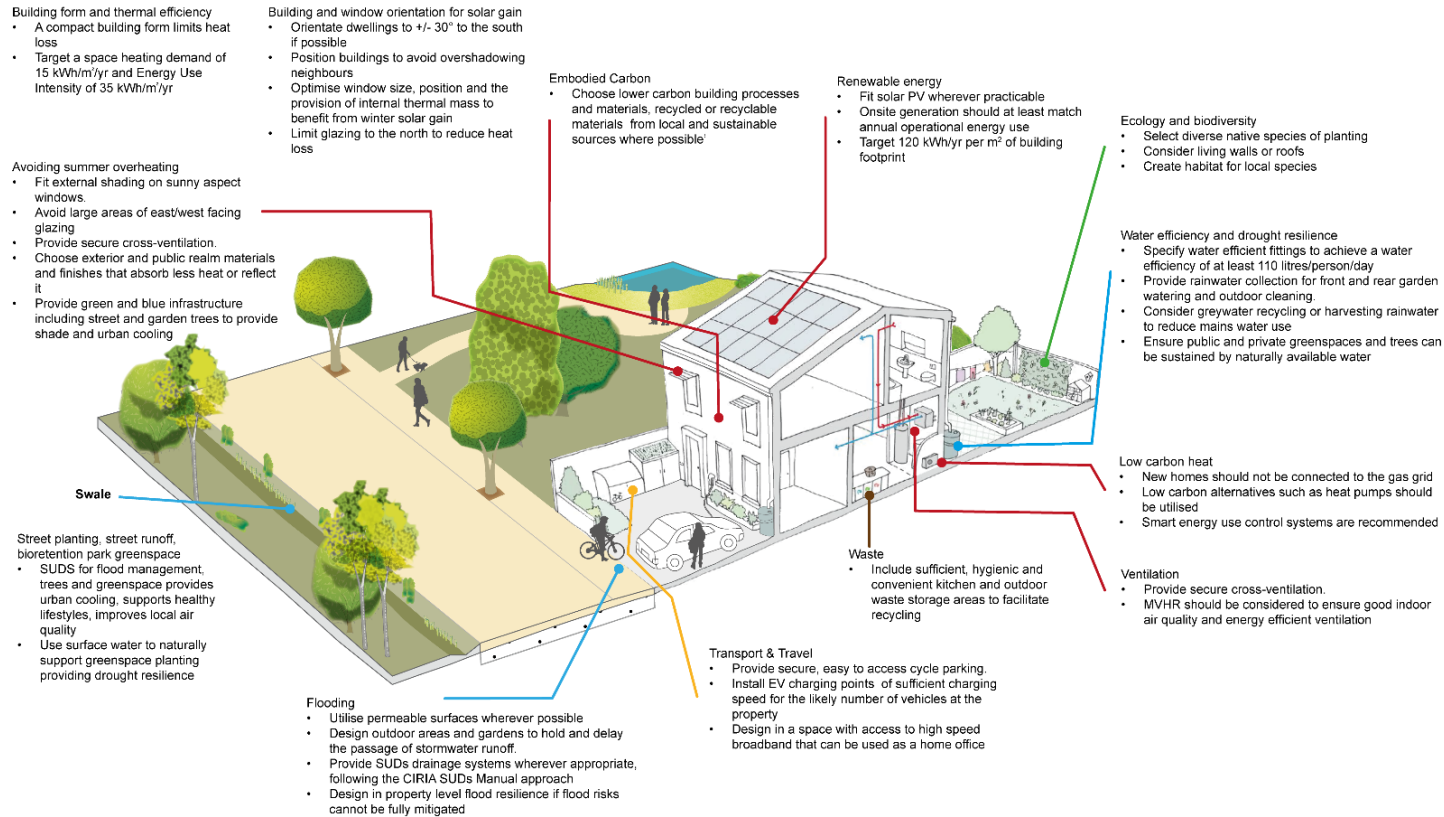 Building form and thermal efficiency
• A compact building form limits heat
loss
• Target a space heating demand of
15 kWh/m²/yr and Energy Use
Intensity of 35 kWh/m²/yr
Building and window orientation for solar gain
• Orientate dwellings to +/- 30° to the south
if possible
• Position buildings to avoid overshadowing
neighbours
• Optimise window size, position and the
provision of internal thermal mass to
benefit from winter solar gain
• Limit glazing to the north to reduce heat
loss
Embodied Carbon
• Choose lower carbon building processes
and materials, recycled or recyclable
materials from local and sustainable
sources where possible
Renewable energy
• Fit solar PV wherever practicable
• Onsite generation should at least match
annual operational energy use
• Target 120 kWh/yr per m² of building
footprint
Ecology and biodiversity
• Select diverse native species of planting
• Consider living walls or roofs
• Create habitat for local species
Avoiding summer overheating
• Fit external shading on sunny aspect
windows.
• Avoid large areas of east/west facing
glazing
• Provide secure cross-ventilation.
• Choose exterior and public realm materials
and finishes that absorb less heat or reflect
it
• Provide green and blue infrastructure
including street and garden trees to provide
shade and urban cooling
Water efficiency and drought resilience
• Specify water efficient fittings to achieve a water
efficiency of at least 110 litres/person/day
• Provide rainwater collection for front and rear garden
watering and outdoor cleaning.
• Consider greywater recycling or harvesting rainwater
to reduce mains water use
• Ensure public and private greenspaces and trees can
be sustained by naturally available water
Low carbon heat
• New homes should not be connected to the gas grid
• Low carbon alternatives such as heat pumps should
be utilised
• Smart energy use control systems are recommended
Swale
Street planting, street runoff,
bioretention park greenspace
• SUDS for flood management,
trees and greenspace provides
urban cooling, supports healthy
lifestyles, improves local air
quality
• Use surface water to naturally
support greenspace planting
providing drought resilience
Waste
• Include sufficient, hygienic and
convenient kitchen and outdoor
waste storage areas to facilitate
recycling
Ventilation
• Provide secure cross-ventilation.
• MVHR should be considered to ensure good indoor
air quality and energy efficient ventilation
Transport & Travel
• Provide secure, easy to access cycle parking.
• Install EV charging points of sufficient charging
speed for the likely number of vehicles at the
property
• Design in a space with access to high speed
broadband that can be used as a home office
Flooding
• Utilise permeable surfaces wherever possible
• Design outdoor areas and gardens to hold and delay
the passage of stormwater runoff.
• Provide SUDs drainage systems wherever appropriate,
following the CIRIA SUDs Manual approach
• Design in property level flood resilience if flood risks
cannot be fully mitigated